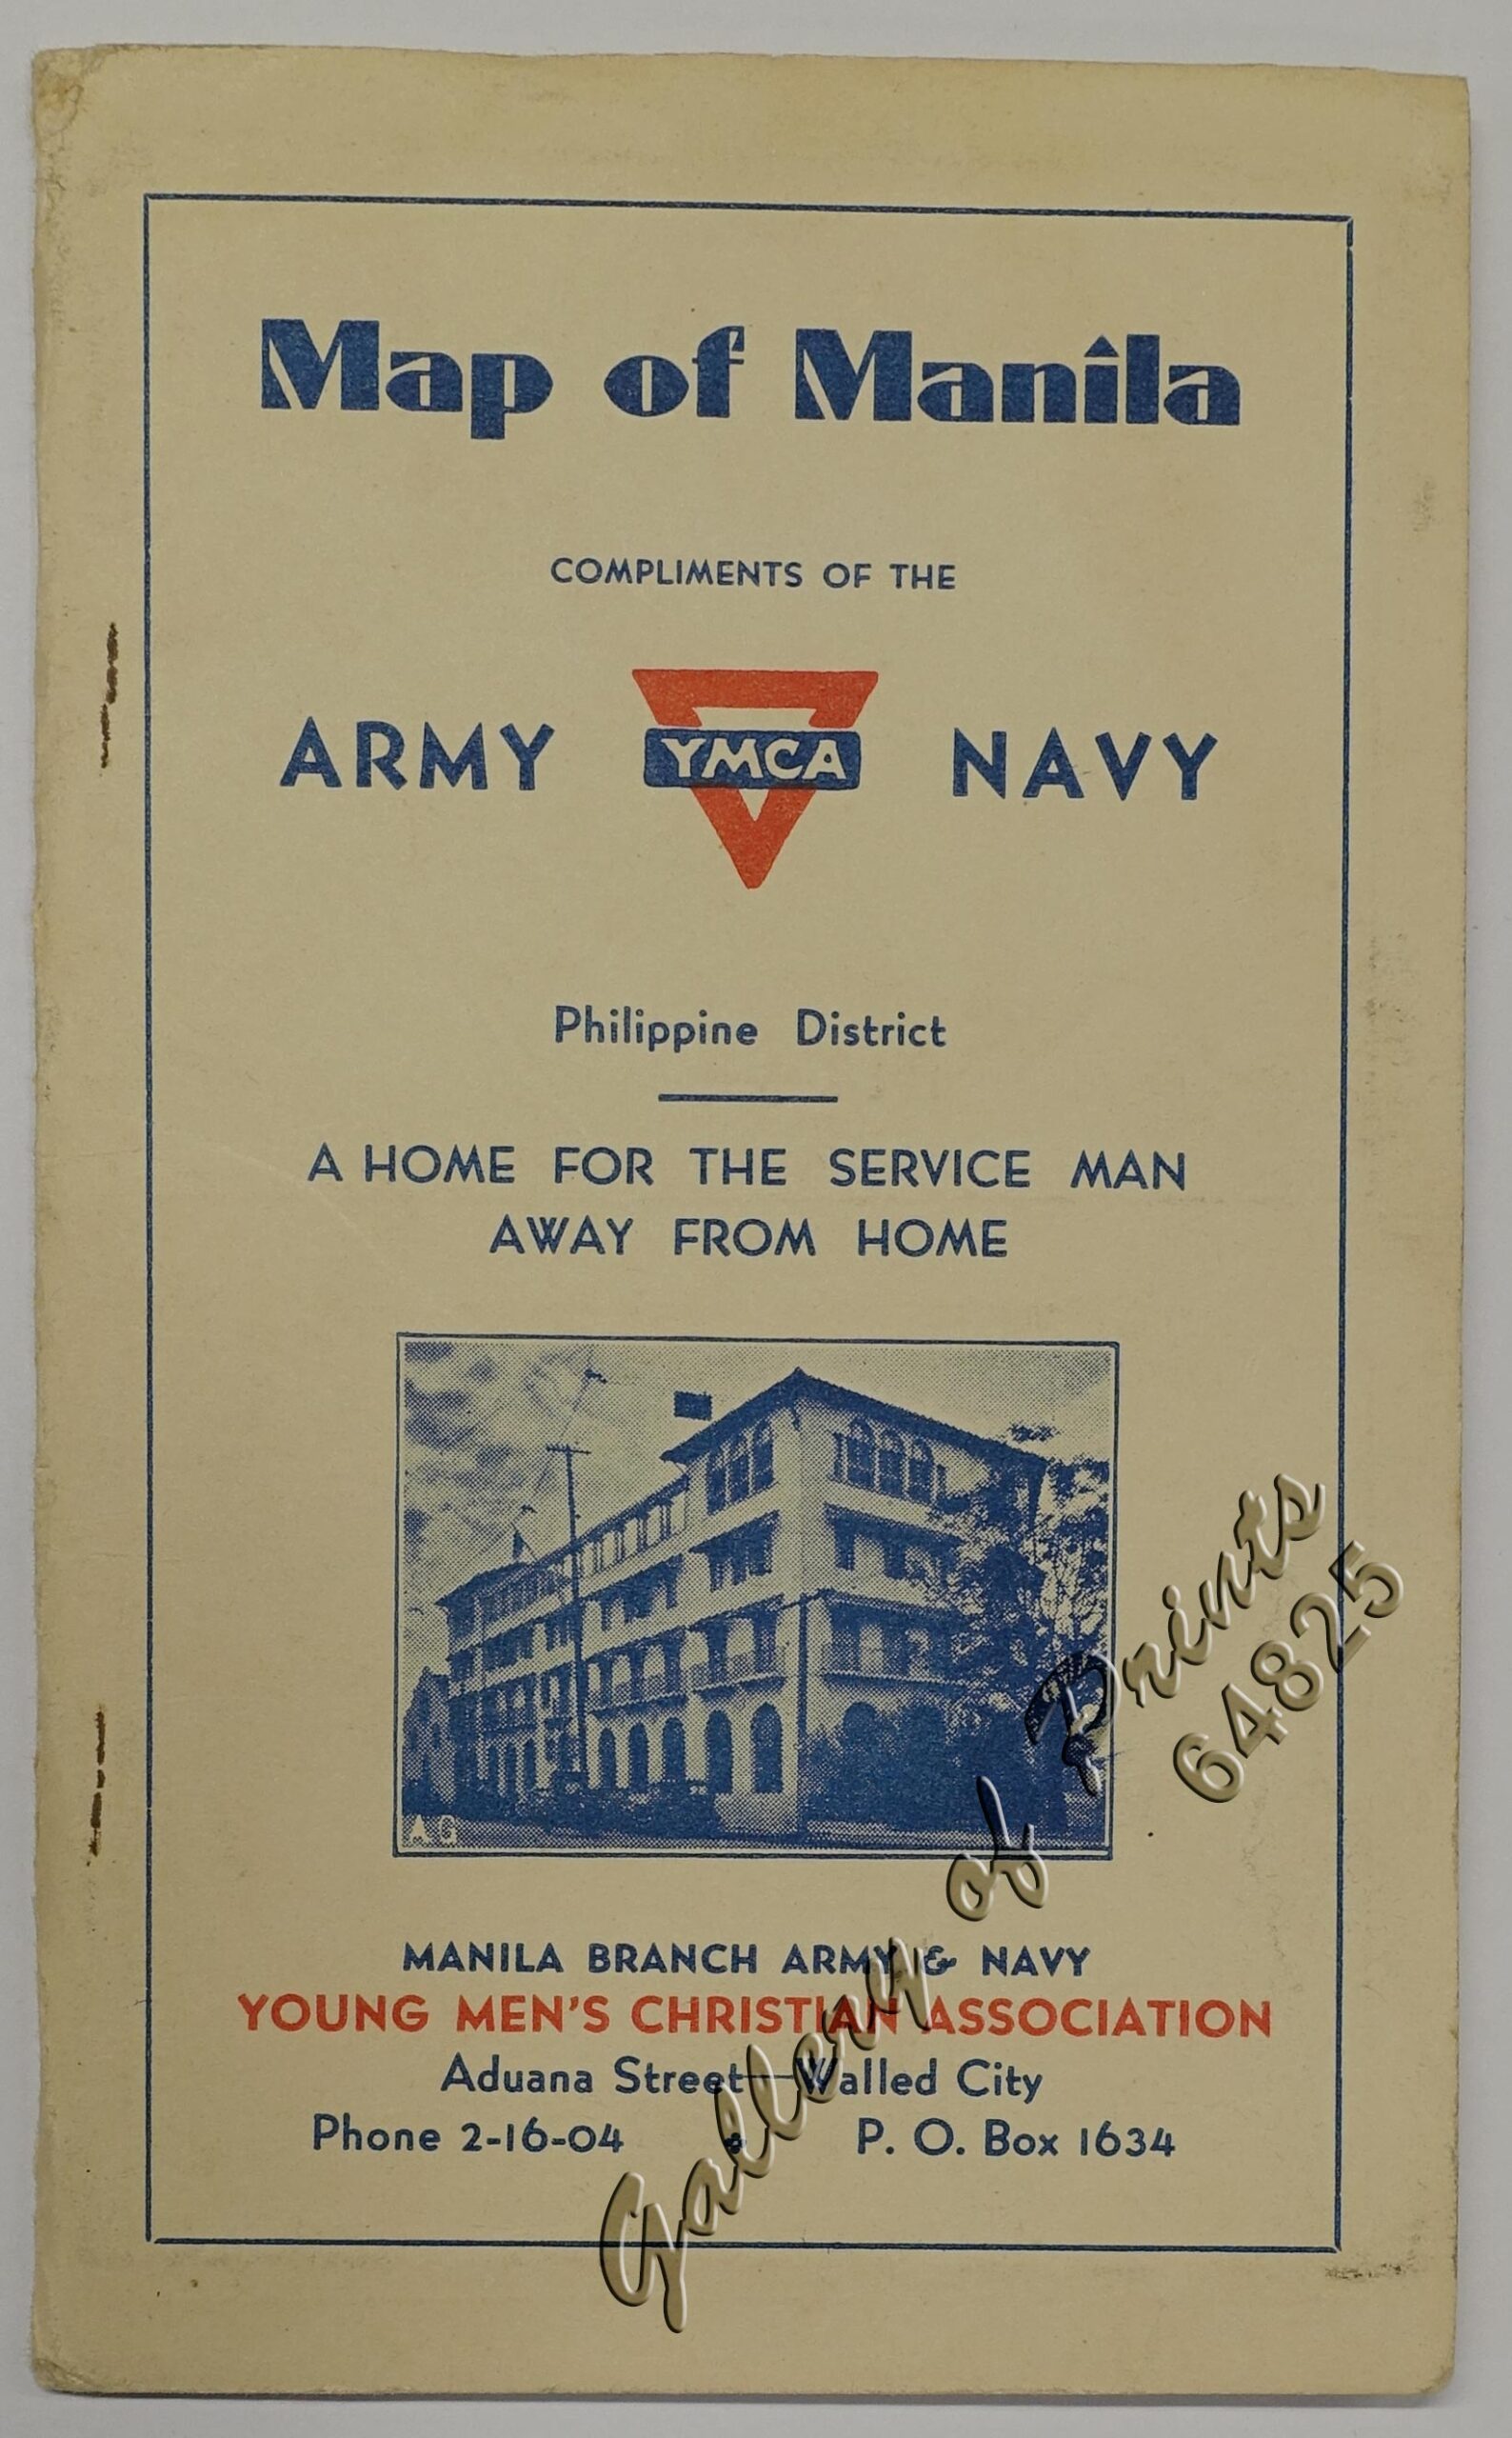 Map of Manila
COMPLIMENTS OF THE
ARMY YMCA NAVY
Philippine District
A HOME FOR THE SERVICE MAN
AWAY FROM HOME
AG
MANILA BRANCH ARMY & NAVY
YOUNG MEN'S CHRISTIAN ASSOCIATION
Aduana Street—Walled City
Phone 2-16-04 P. O. Box 1634
Gallery of Prints
64825